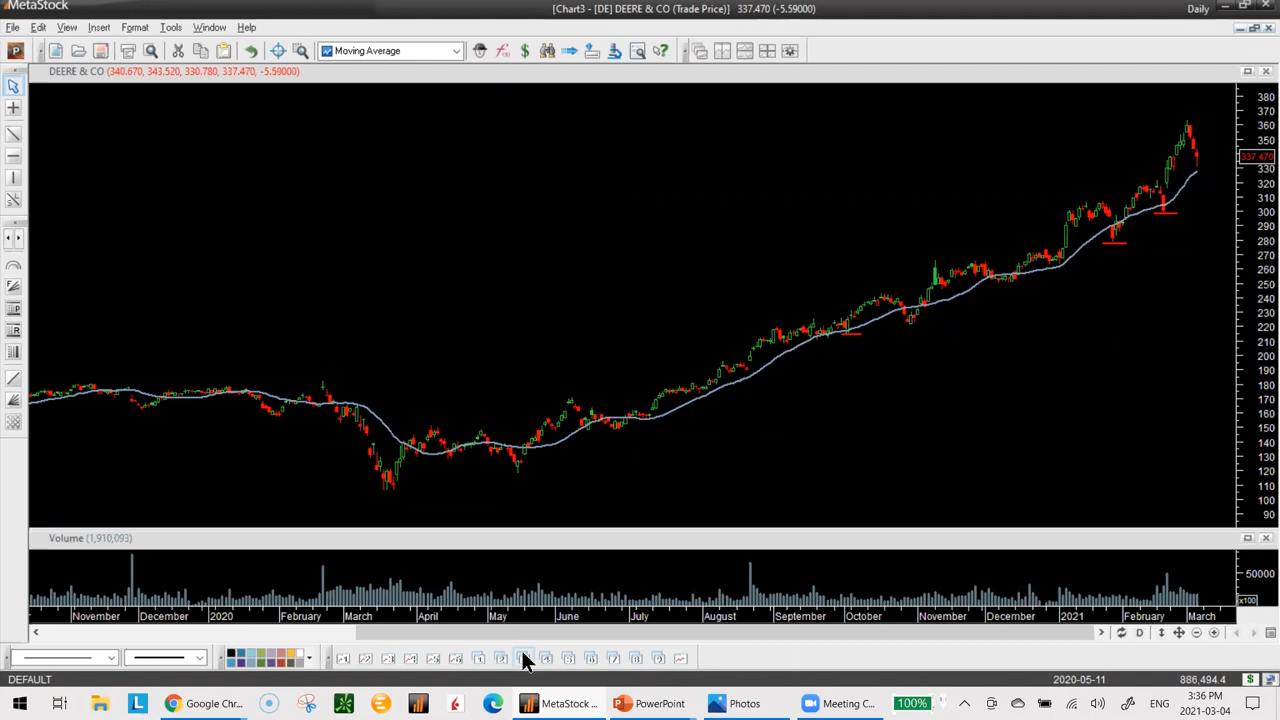 MetaStock
[Chart3 - [DE] DEERE & CO (Trade Price)] 337.470 (-5.59000)
Daily
File Edit View Insert Format Tools Window Help
Moving Average
DEERE & CO (340.670, 343.520, 330.780, 337.470, -5.59000)
380
370
360
350
337.470
330
320
310
300
290
280
270
260
250
240
230
220
210
200
190
180
170
160
150
140
130
120
110
100
90
Volume (1,910,093)
50000
x100
November December 2020 February March April May June July August September October November December 2021 February March
DEFAULT
2020-05-11
886,494.4
Google Chr...
MetaStock ...
PowerPoint
Photos
Meeting C...
100%
ENG
3:36 PM
2021-03-04